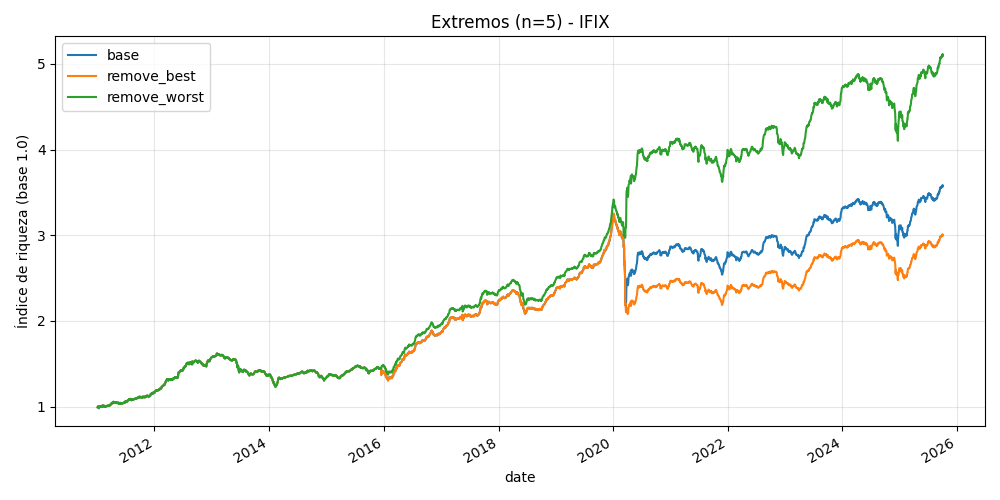 Extremos (n=5) - IFIX
base
remove_best
remove_worst
Índice de riqueza (base 1.0)
5
4
3
2
1
2012
2014
2016
2018
2020
2022
2024
2026
date